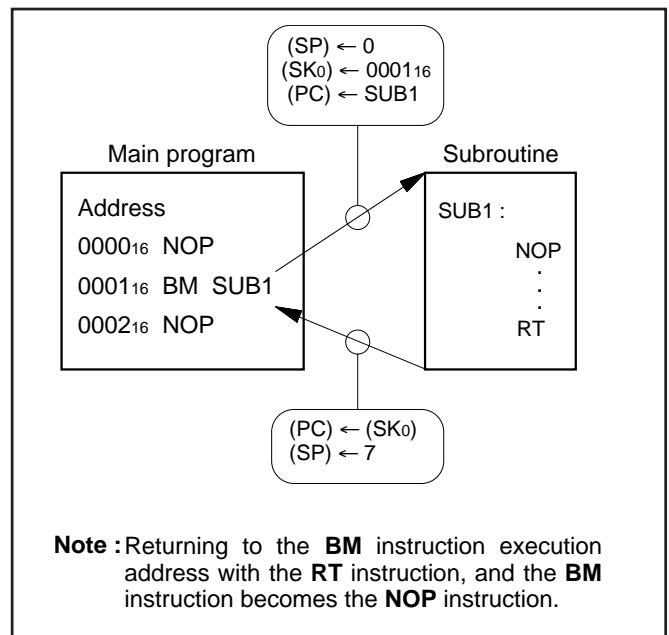 (SP) ← 0
(SK0) ← 000116
(PC) ← SUB1
Main program
Subroutine
Address
000016 NOP
000116 BM SUB1
000216 NOP
SUB1 :
NOP
.
.
.
RT
(PC) ← (SK0)
(SP) ← 7
Note : Returning to the BM instruction execution
address with the RT instruction, and the BM
instruction becomes the NOP instruction.